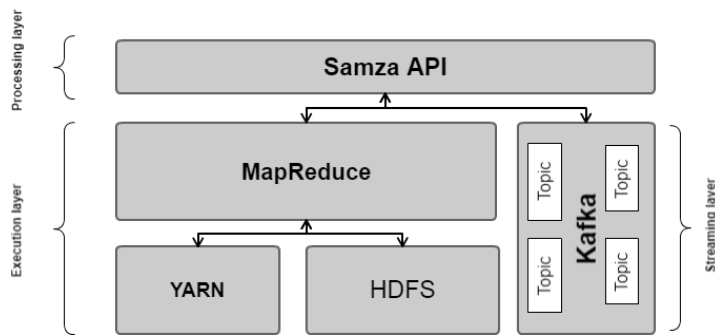 Processing layer
Samza API
Execution layer
MapReduce
YARN
HDFS
Topic
Topic
Kafka
Topic
Topic
Streaming layer